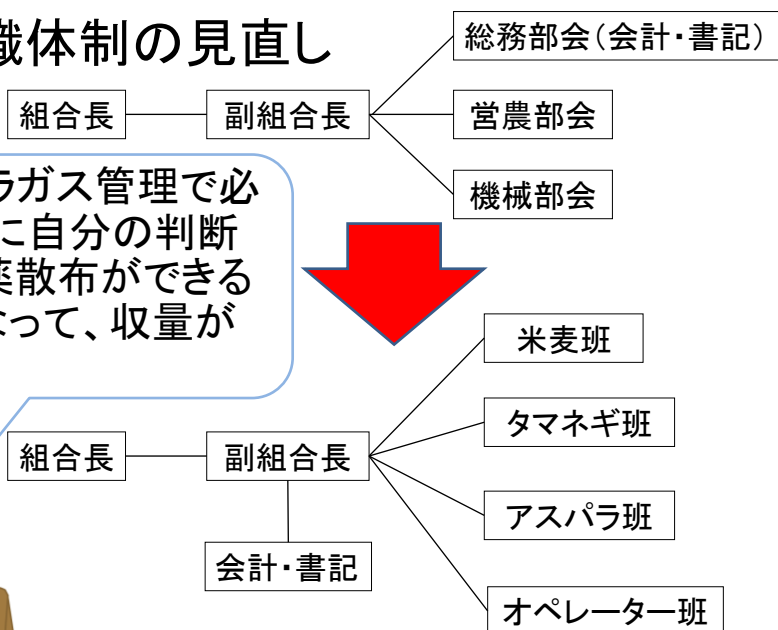 織体制の見直し
総務部会（会計・書記）
組合長
副組合長
営農部会
機械部会
ラガス管理で必
に自分の判断
薬散布ができる
なって、収量が
米麦班
タマネギ班
組合長
副組合長
アスパラ班
会計・書記
オペレーター班